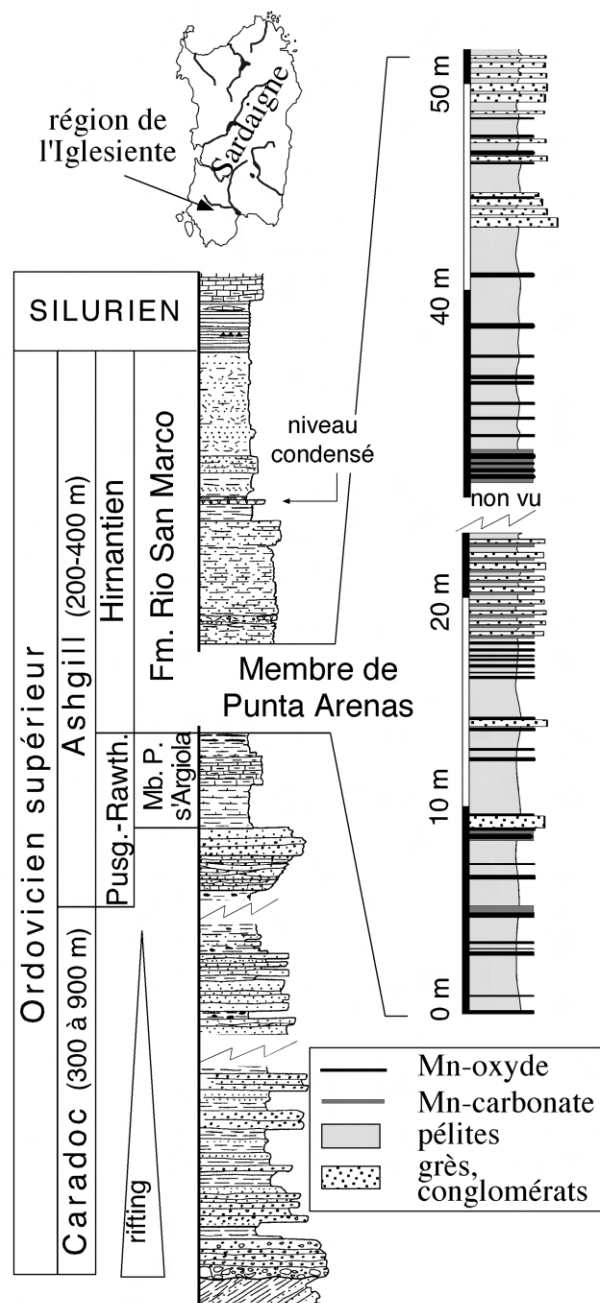 région de
l'Iglesiente
Sardaigne
SILURIEN
Ordovicien supérieur
Ashgill (200-400 m)
Caradoc (300 à 900 m)
Hirnantien
Pusg.-Rawth.
Fm. Rio San Marco
Mb. P.
s'Argiola
rifting
niveau
condensé
Membre de
Punta Arenas
50 m
40 m
non vu
20 m
10 m
0 m
Mn-oxyde
Mn-carbonate
pélites
grès,
conglomérats